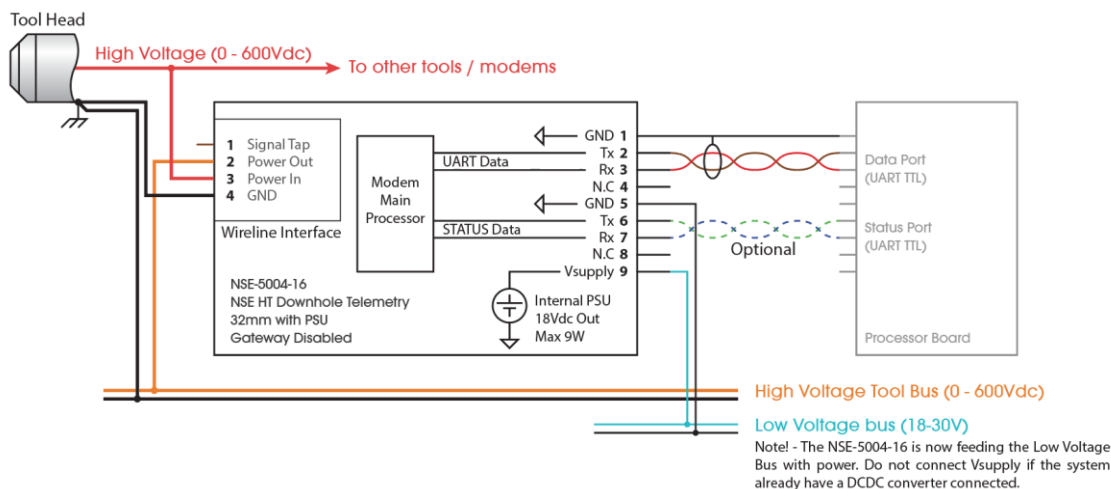 Tool Head
High Voltage (0 - 600Vdc)
To other tools / modems
1 Signal Tap
2 Power Out
3 Power In
4 GND
Wireline Interface
NSE-5004-16
NSE HT Downhole Telemetry
32mm with PSU
Gateway Disabled
Modem
Main
Processor
UART Data
STATUS Data
GND 1
Tx 2
Rx 3
N.C 4
GND 5
Tx 6
Rx 7
N.C 8
Vsupply 9
Internal PSU
18Vdc Out
Max 9W
Optional
Data Port
(UART TTL)
Status Port
(UART TTL)
Processor Board
High Voltage Tool Bus (0 - 600Vdc)
Low Voltage bus (18-30V)
Note! - The NSE-5004-16 is now feeding the Low Voltage
Bus with power. Do not connect Vsupply if the system
already have a DCDC converter connected.